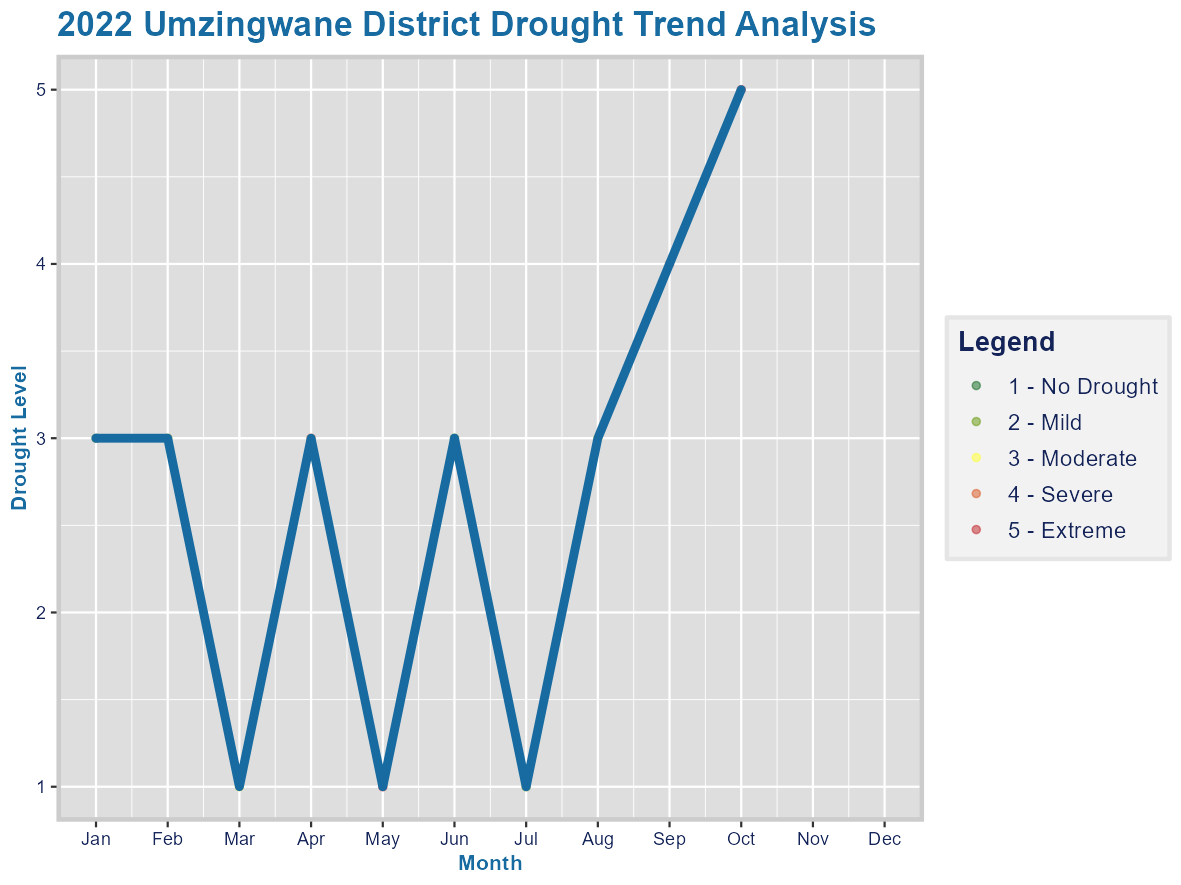 2022 Umzingwane District Drought Trend Analysis
5
4
3
2
1
Drought Level
Jan Feb Mar Apr May Jun Jul Aug Sep Oct Nov Dec
Month
Legend
1 - No Drought
2 - Mild
3 - Moderate
4 - Severe
5 - Extreme